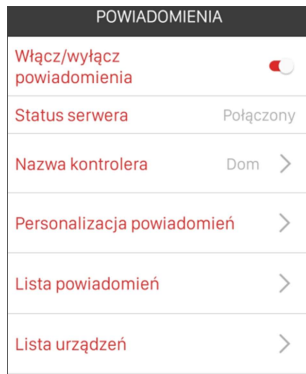 POWIADOMIENIA
Włącz/wyłącz
powiadomienia
Status serwera Połączony
Nazwa kontrolera Dom
Personalizacja powiadomień
Lista powiadomień
Lista urządzeń